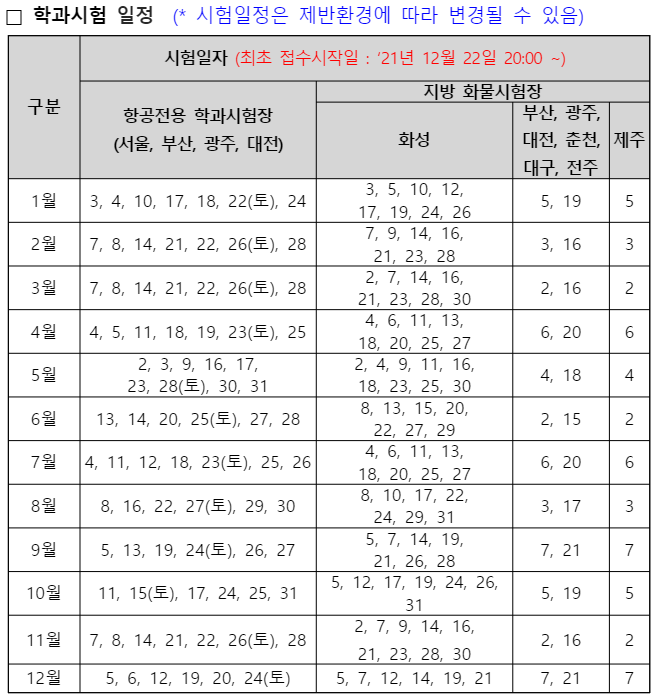 □ 학과시험 일정 (* 시험일정은 제반환경에 따라 변경될 수 있음)
구분
시험일자 (최초 접수시작일 : ‘21년 12월 22일 20:00 ~)
항공전용 학과시험장
(서울, 부산, 광주, 대전)
지방 화물시험장
화성
부산, 광주,
대전, 춘천,
대구, 전주
제주
1월
3, 4, 10, 17, 18, 22(토), 24
3, 5, 10, 12,
17, 19, 24, 26
5, 19
5
2월
7, 8, 14, 21, 22, 26(토), 28
7, 9, 14, 16,
21, 23, 28
3, 16
3
3월
7, 8, 14, 21, 22, 26(토), 28
2, 7, 14, 16,
21, 23, 28, 30
2, 16
2
4월
4, 5, 11, 18, 19, 23(토), 25
4, 6, 11, 13,
18, 20, 25, 27
6, 20
6
5월
2, 3, 9, 16, 17,
23, 28(토), 30, 31
2, 4, 9, 11, 16,
18, 23, 25, 30
4, 18
4
6월
13, 14, 20, 25(토), 27, 28
8, 13, 15, 20,
22, 27, 29
2, 15
2
7월
4, 11, 12, 18, 23(토), 25, 26
4, 6, 11, 13,
18, 20, 25, 27
6, 20
6
8월
8, 16, 22, 27(토), 29, 30
8, 10, 17, 22,
24, 29, 31
3, 17
3
9월
5, 13, 19, 24(토), 26, 27
5, 7, 14, 19,
21, 26, 28
7, 21
7
10월
11, 15(토), 17, 24, 25, 31
5, 12, 17, 19, 24, 26,
31
5, 19
5
11월
7, 8, 14, 21, 22, 26(토), 28
2, 7, 9, 14, 16,
21, 23, 28, 30
2, 16
2
12월
5, 6, 12, 19, 20, 24(토)
5, 7, 12, 14, 19, 21
7, 21
7